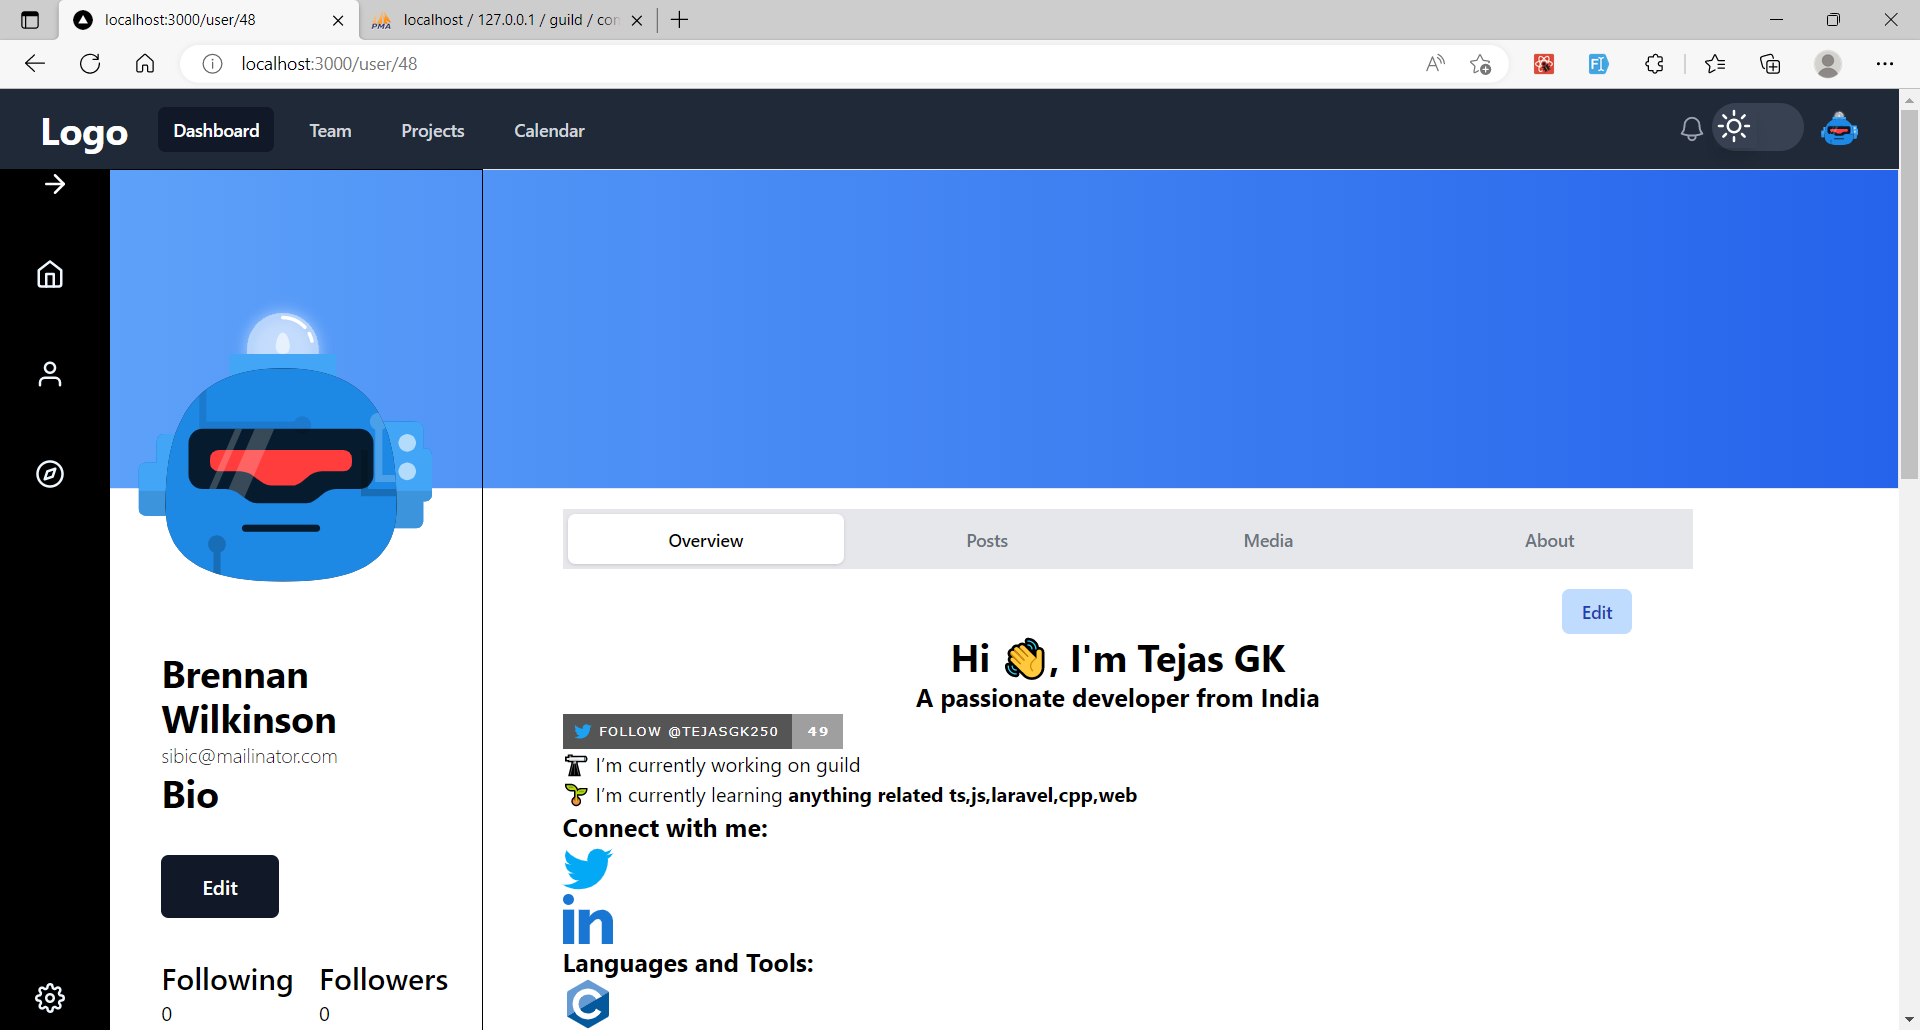 localhost:3000/user/48
PMA
localhost / 127.0.0.1 / guild / con
localhost:3000/user/48
Logo
Dashboard
Team
Projects
Calendar
Overview
Posts
Media
About
Edit
Hi 👋, I'm Tejas GK
A passionate developer from India
FOLLOW @TEJASGK250 49
🔭 I’m currently working on guild
🌱 I’m currently learning anything related ts,js,laravel,cpp,web
Connect with me:
in
Languages and Tools:
C
Brennan
Wilkinson
sibic@mailinator.com
Bio
Edit
Following
Followers
0
0